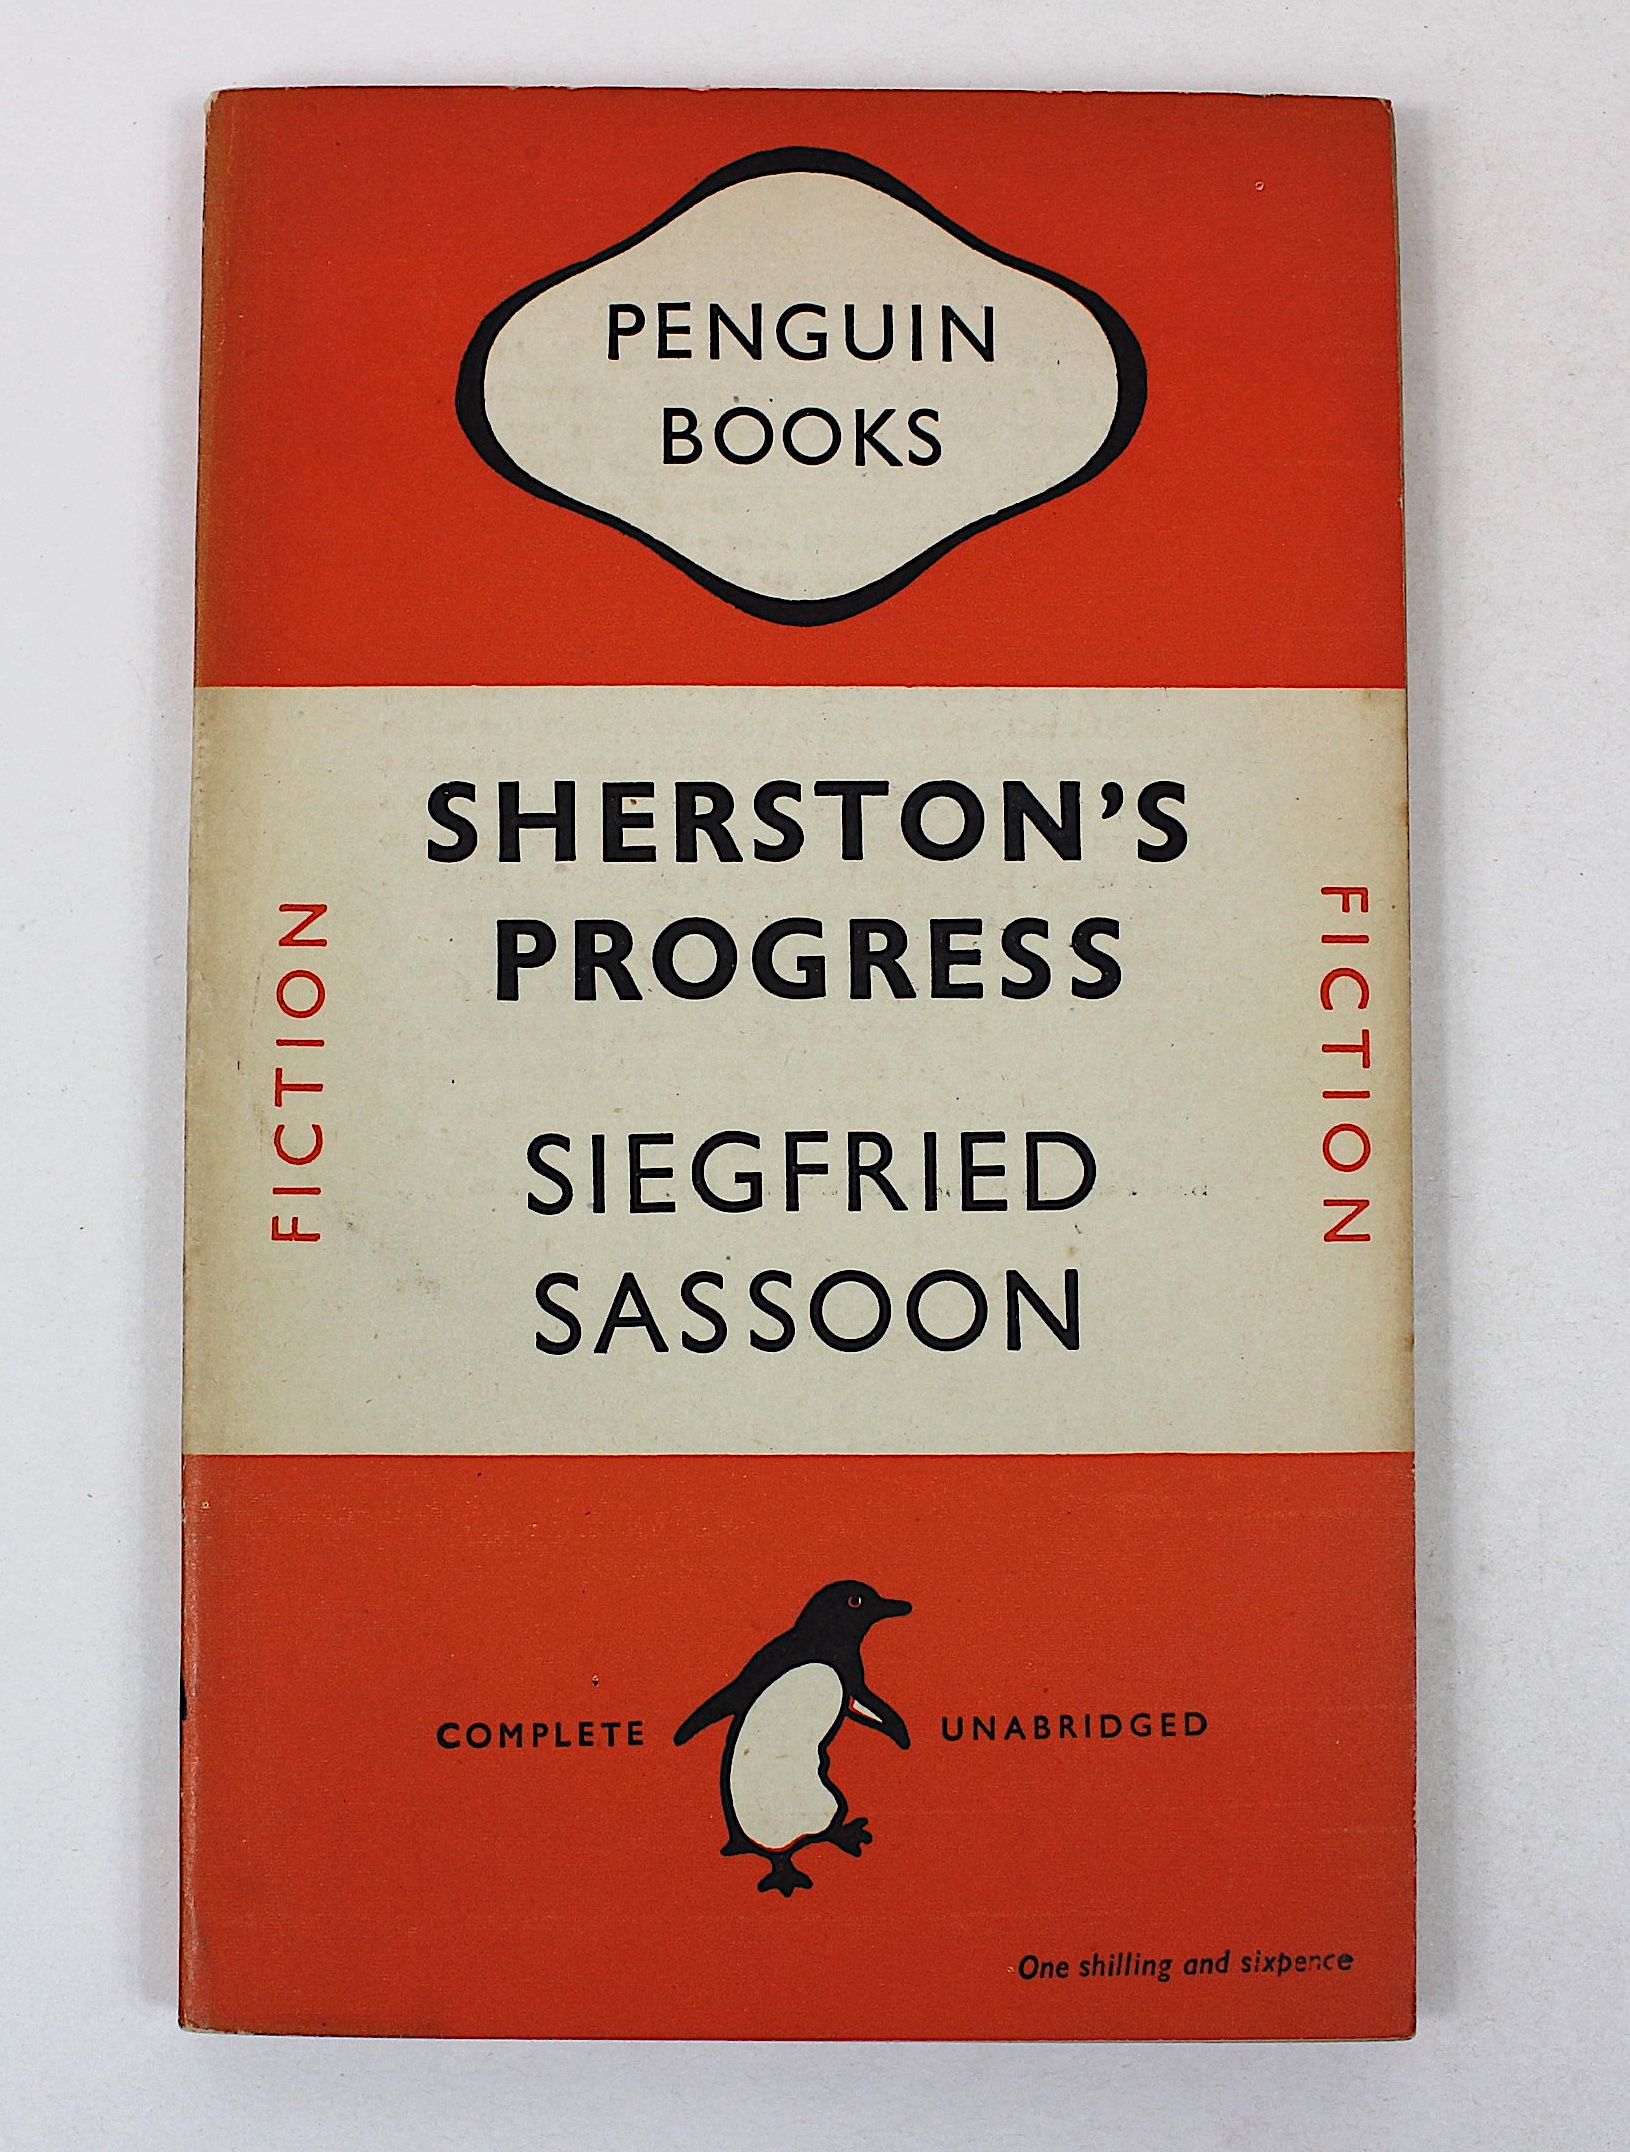 PENGUIN
BOOKS
SHERSTON'S
PROGRESS
SIEGFRIED
SASSOON
FICTION
FICTION
COMPLETE UNABRIDGED
One shilling and sixpence